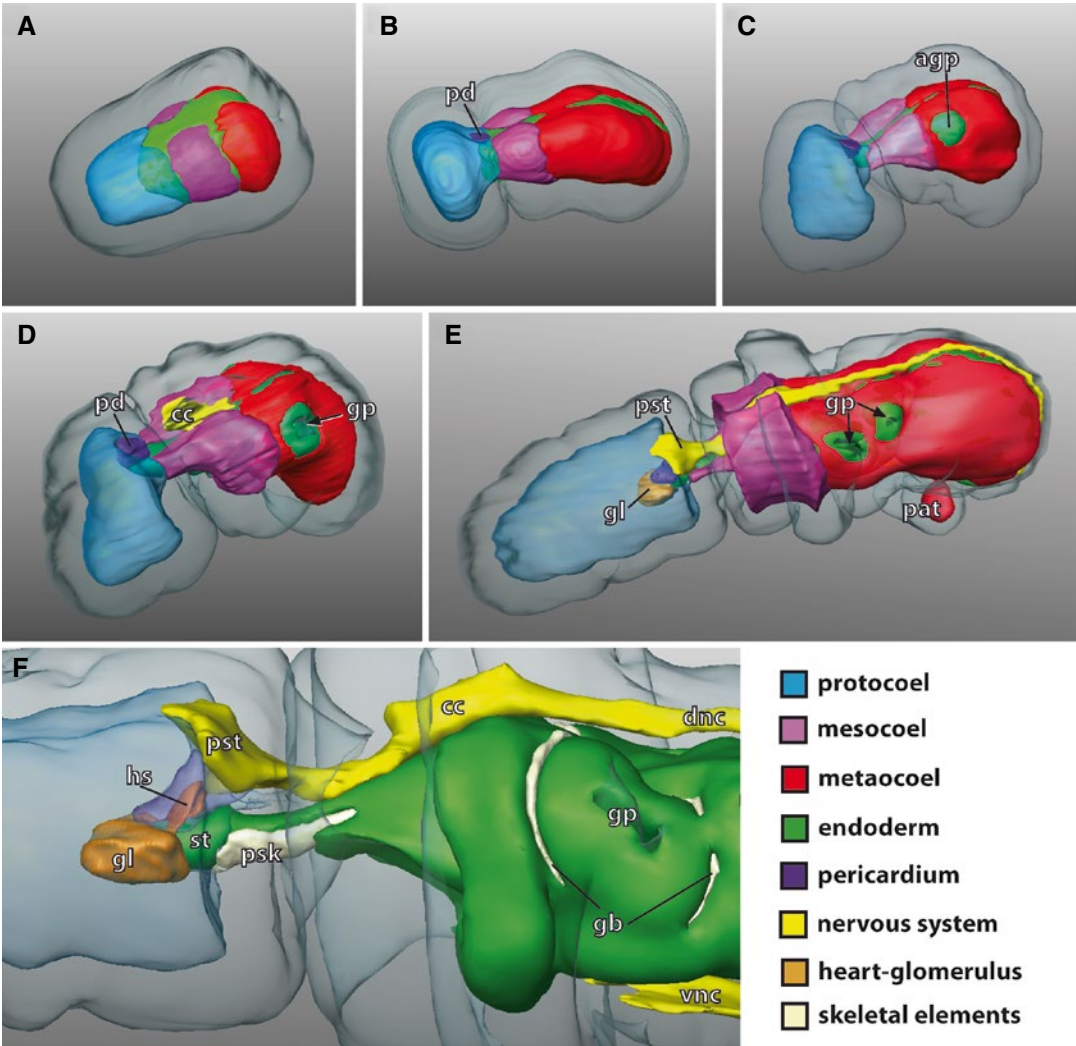 A
B
C
pd
agp
D
E
pd
cc
gp
pst
gp
gl
pat
F
cc
dnc
pst
hs
gp
st
gl
psk
gb
vnc
protocoel
mesocoel
metaocoel
endoderm
pericardium
nervous system
heart-glomerulus
skeletal elements